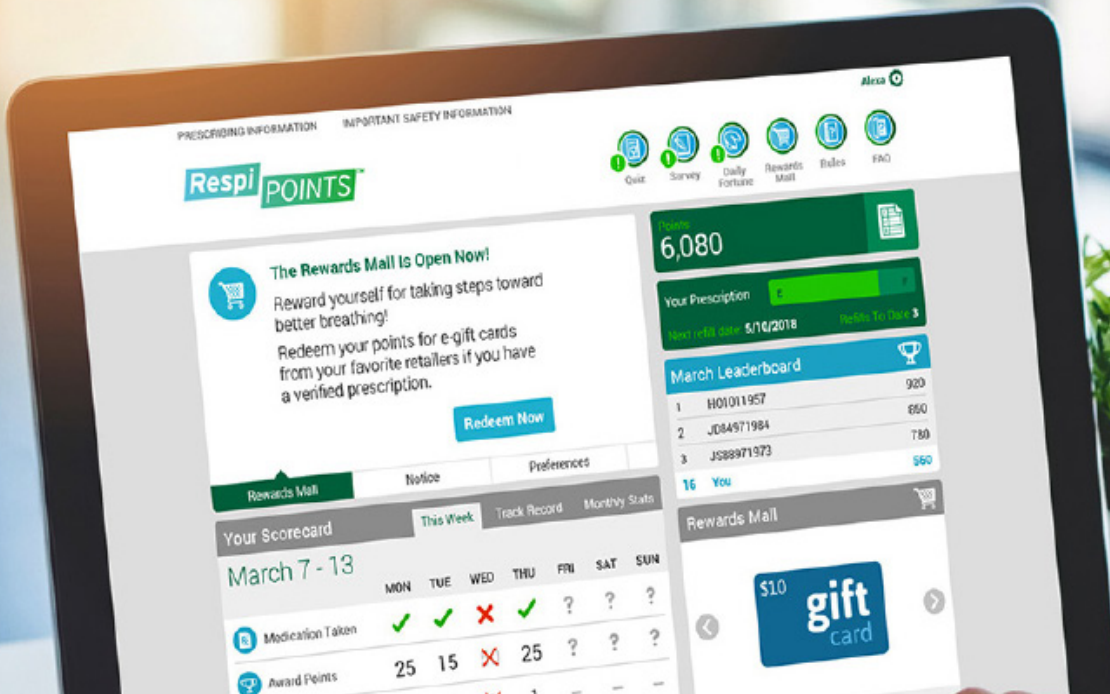 Alexa
PRESCRIBING INFORMATION
IMPORTANT SAFETY INFORMATION
Respi POINTS™
Quiz
Survey
Daily
Fortune
Rewards
Mall
Rules
FAQ
The Rewards Mall Is Open Now!
Reward yourself for taking steps toward
better breathing!
Redeem your points for e-gift cards
from your favorite retailers if you have
a verified prescription.
Redeem Now
Rewards Mall
Notice
Preferences
Points
6,080
Your Prescription
E
F
Next refill date: 5/10/2018
Refills To Date 3
March Leaderboard
1 HO1011957 920
2 JD84971984 850
3 JS88971973 780
16 You 560
Your Scorecard
This Week
Track Record
Monthly Stats
March 7 - 13
MON TUE WED THU FRI SAT SUN
Medication Taken ? ? ?
Award Points 25 15 X 25 ? ? ?
Rewards Mall
$10
gift
card